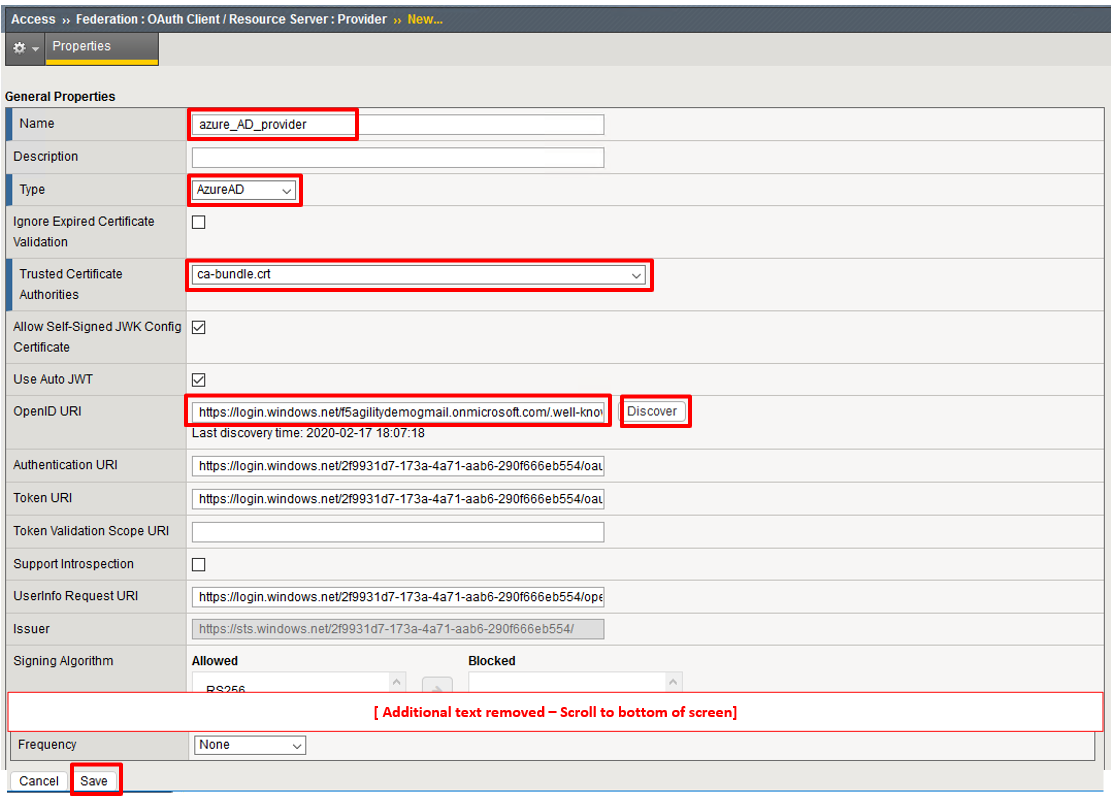 Access ›› Federation : OAuth Client / Resource Server : Provider ›› New...
Properties
General Properties
Name azure_AD_provider
Description
Type AzureAD
Ignore Expired Certificate
Validation
Trusted Certificate ca-bundle.crt
Authorities
Allow Self-Signed JWK Config
Certificate
Use Auto JWT
OpenID URI https://login.windows.net/f5agilitydemogmail.onmicrosoft.com/.well-know Discover
Last discovery time: 2020-02-17 18:07:18
Authentication URI https://login.windows.net/2f9931d7-173a-4a71-aab6-290f666eb554/oau
Token URI https://login.windows.net/2f9931d7-173a-4a71-aab6-290f666eb554/oau
Token Validation Scope URI
Support Introspection
UserInfo Request URI https://login.windows.net/2f9931d7-173a-4a71-aab6-290f666eb554/ope
Issuer https://sts.windows.net/2f9931d7-173a-4a71-aab6-290f666eb554/
Signing Algorithm Allowed Blocked
RS256
[ Additional text removed – Scroll to bottom of screen]
Frequency None
Cancel Save